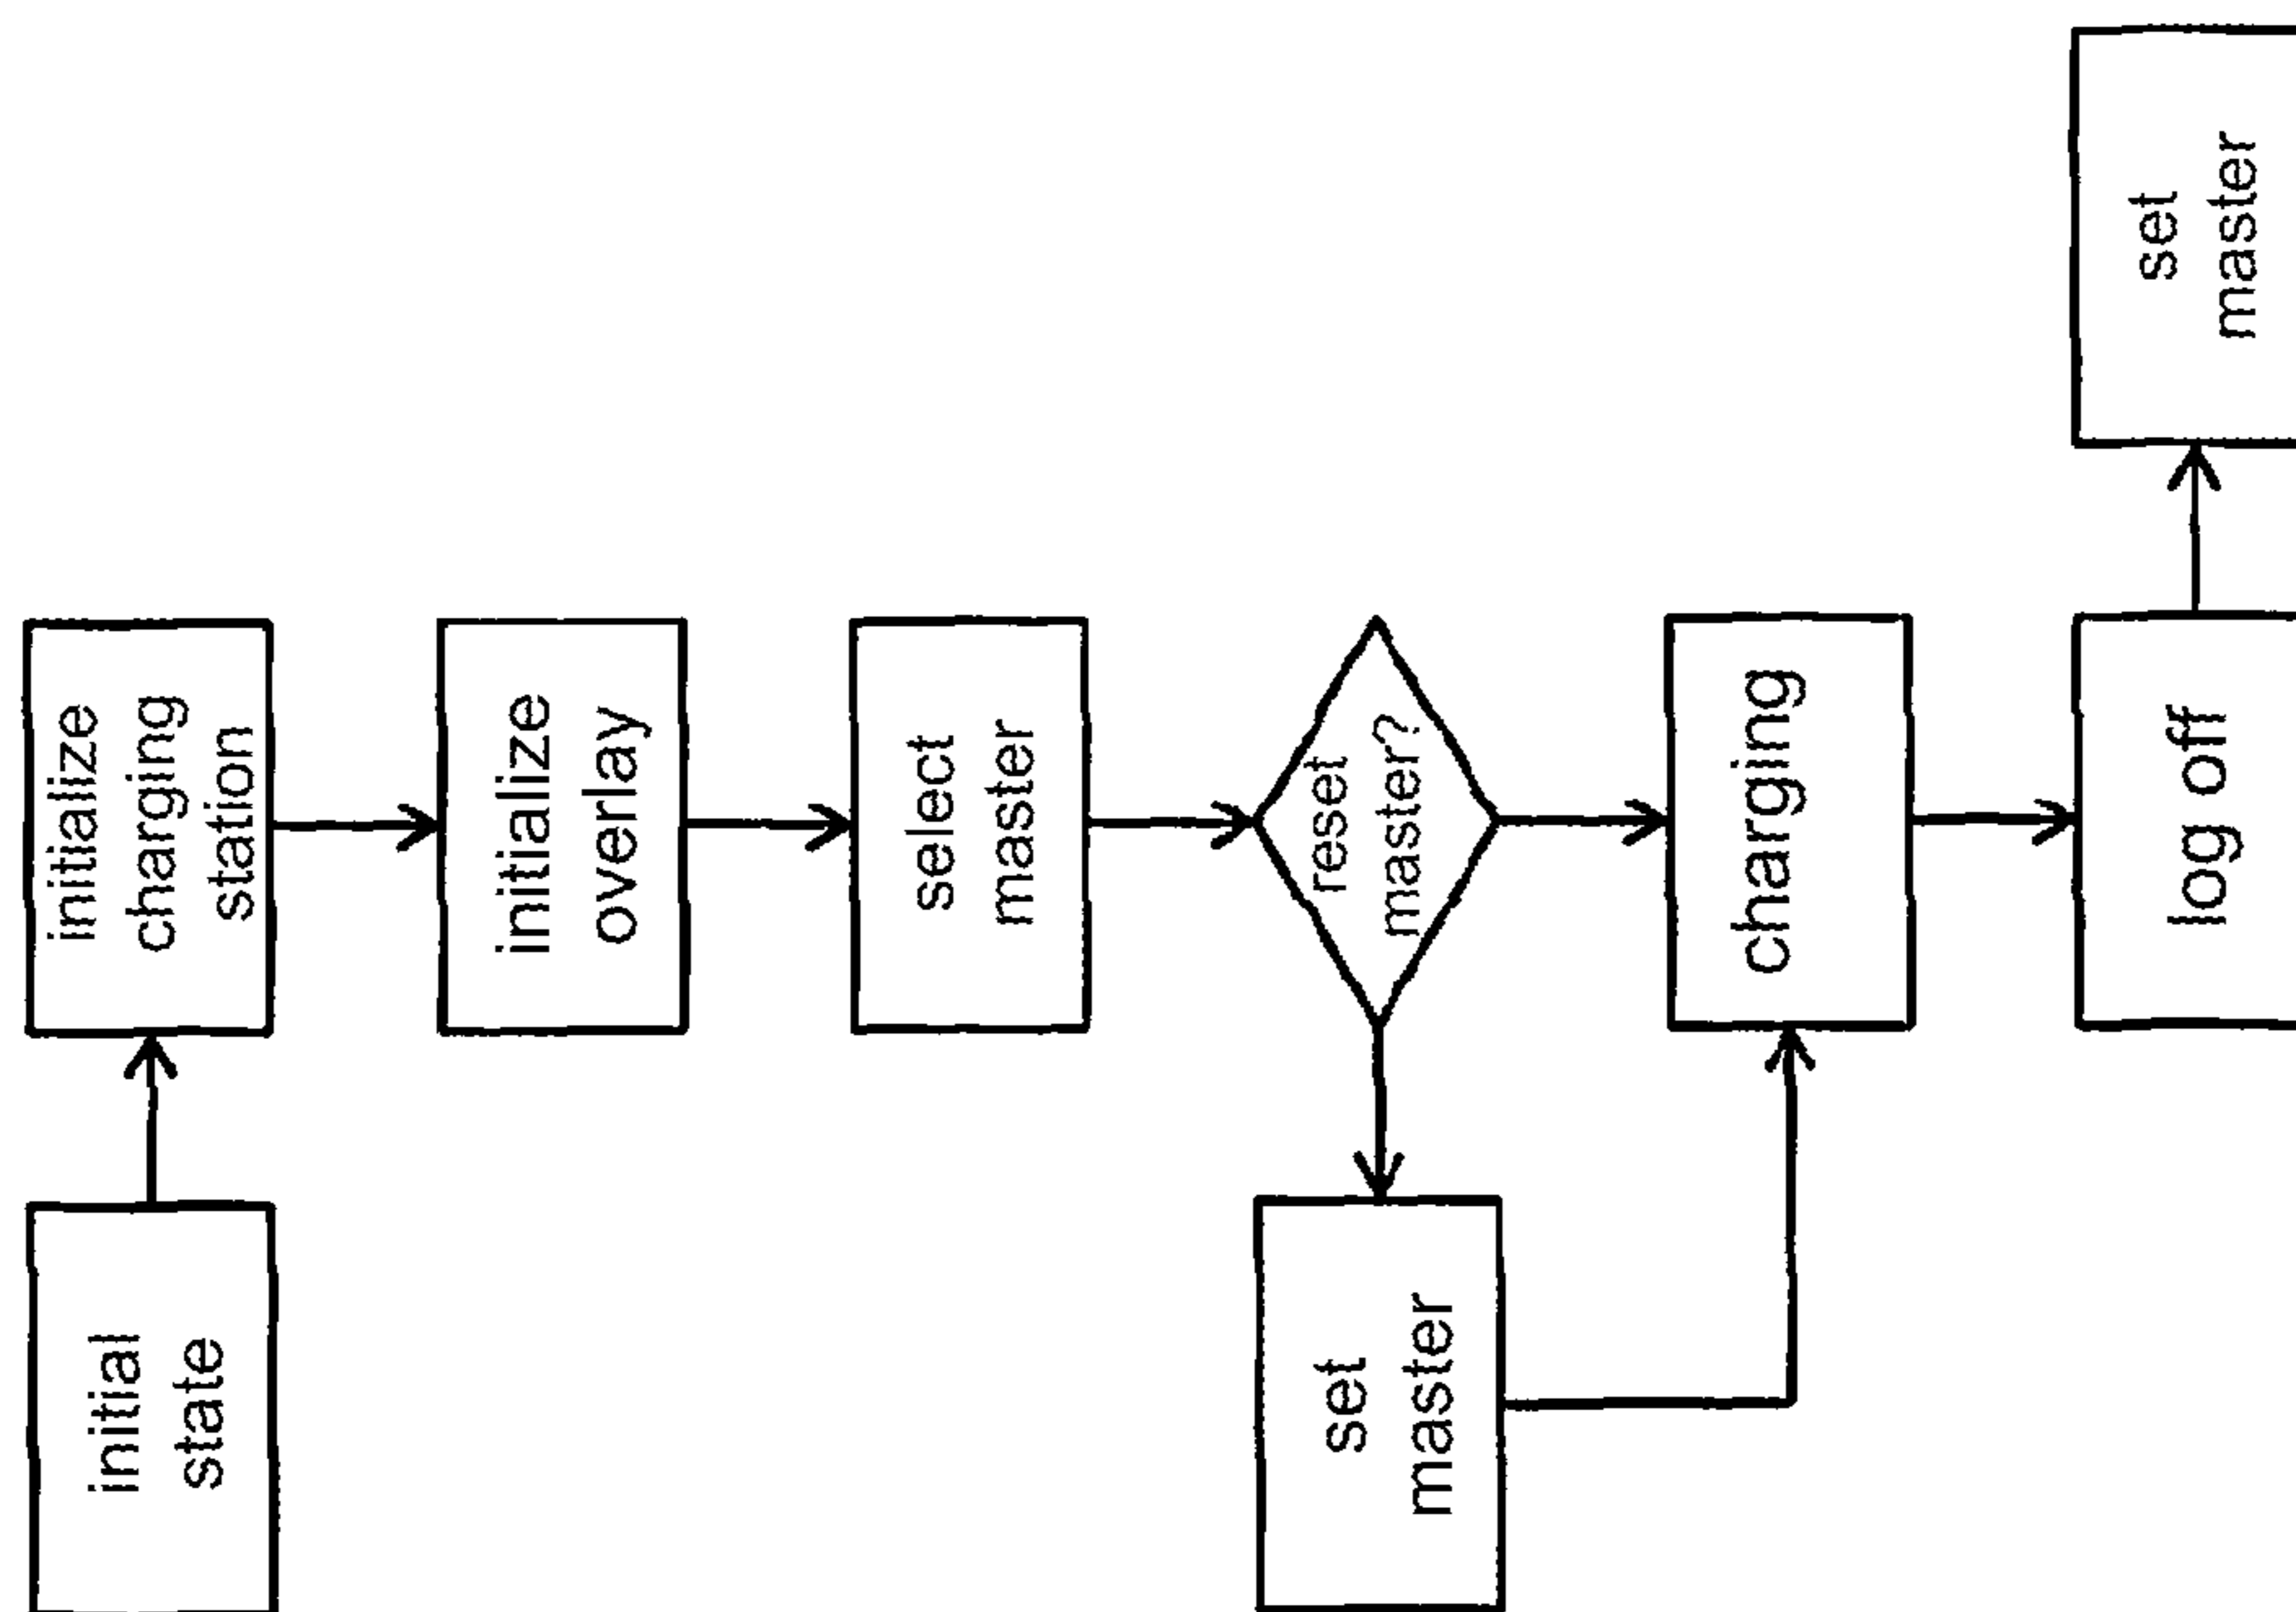 initial
state
initialize
charging
station
initialize
overlay
select
master
reset
master?
set
master
charging
log off
set
master